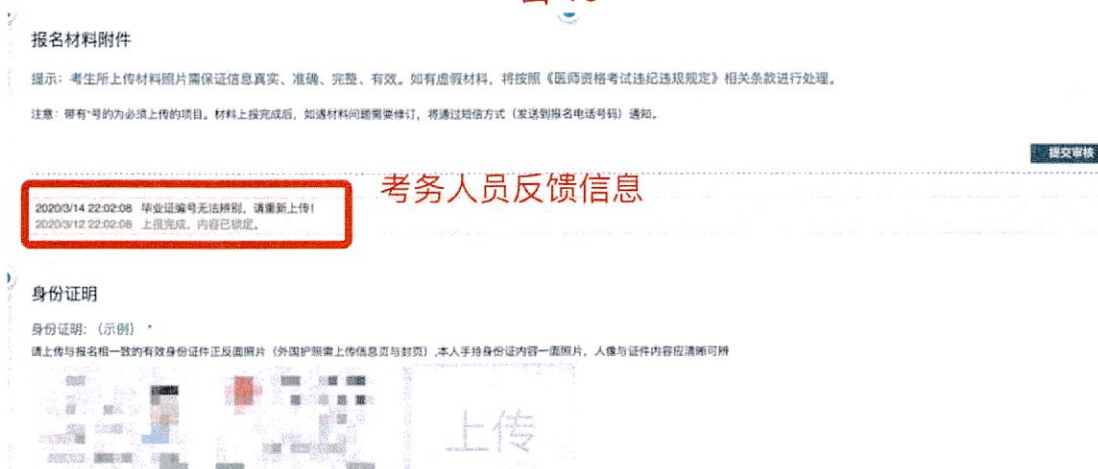 报名材料附件
提示：考生所上传材料照片需保证信息真实、准确、完整、有效。如有虚假材料，将按照《医师资格考试违纪违规规定》相关条款进行处理。
注意：带有*号的为必须上传的项目。材料上报完成后，如遇材料问题需要修订，将通过短信方式（发送到报名电话号码）通知。
提交审核
考务人员反馈信息
2020/3/14 22:02:08 毕业证编号无法辨别，请重新上传！
2020/3/12 22:02:08 上报完成，内容已锁定。
身份证明
身份证明：（示例） *
请上传与报名相一致的有效身份证件正反面照片（外国护照需上传信息页与封页）,本人手持身份证内容一面照片，人像与证件内容应清晰可辨
上传